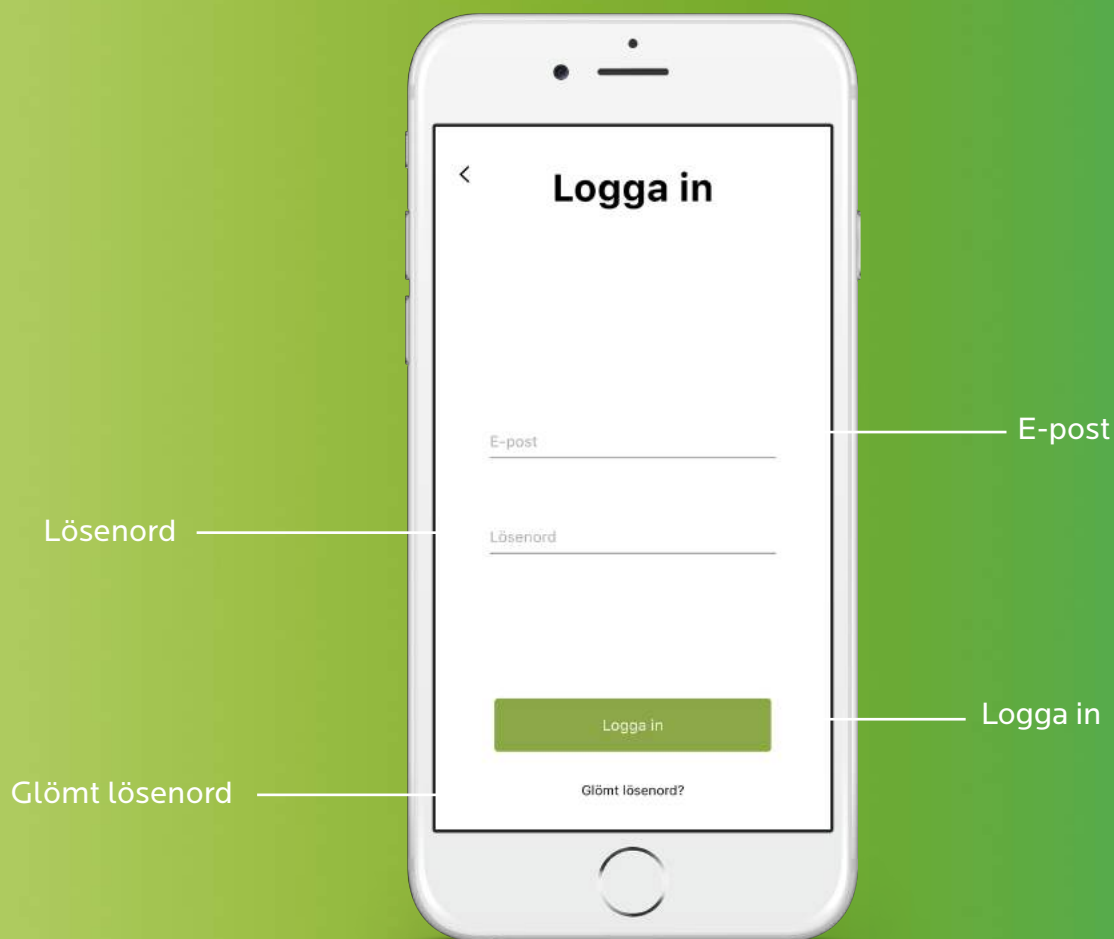 <
Logga in
E-post
E-post
Lösenord
Lösenord
Logga in
Logga in
Glömt lösenord
Glömt lösenord?